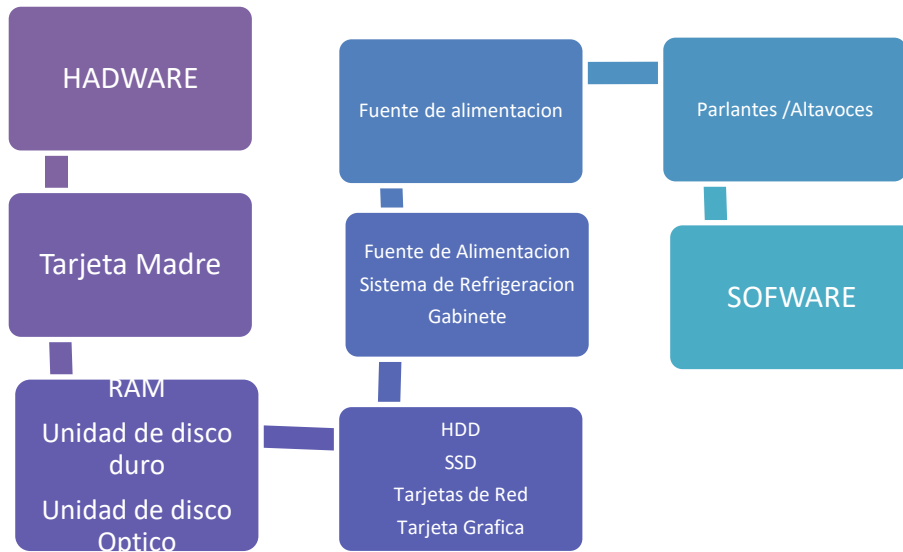 HADWARE
Tarjeta Madre
RAM
Unidad de disco
duro
Unidad de disco
Optico
HDD
SSD
Tarjetas de Red
Tarjeta Grafica
Fuente de Alimentacion
Sistema de Refrigeracion
Gabinete
Fuente de alimentacion
Parlantes /Altavoces
SOFWARE